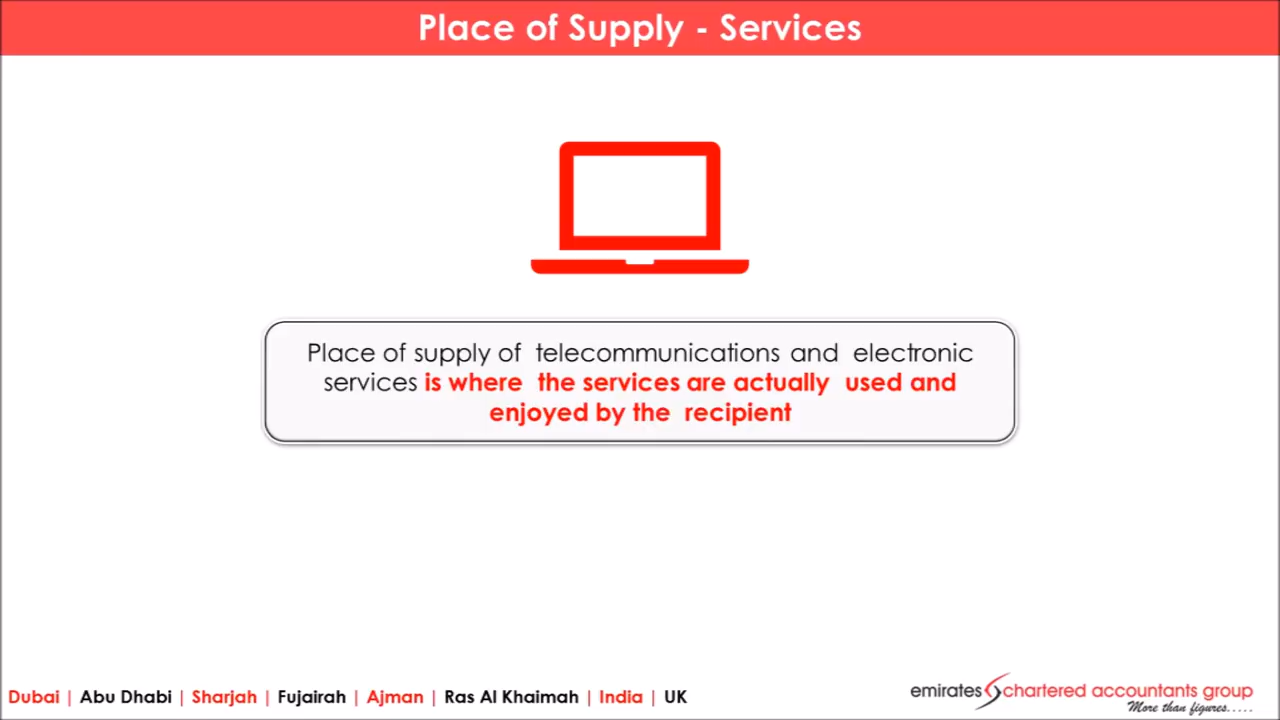 Place of Supply - Services
Place of supply of telecommunications and electronic
services is where the services are actually used and
enjoyed by the recipient
Dubai | Abu Dhabi | Sharjah | Fujairah | Ajman | Ras Al Khaimah | India | UK
emirates chartered accountants group
More than figures.....